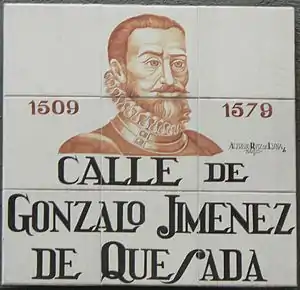 1509 1579
CALLE DE
GONZALO JIMENEZ
DE QUESADA